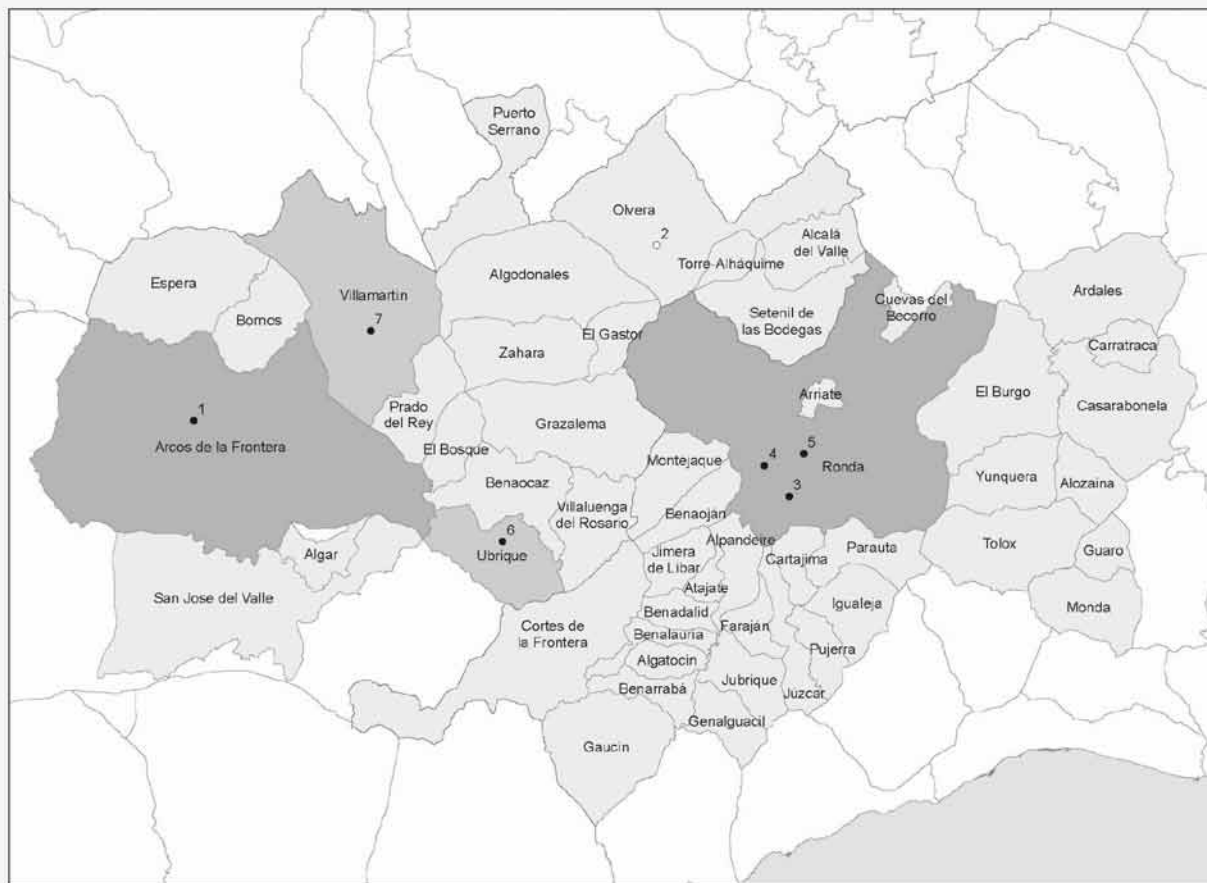 Puerto
Serrano
Olvera
2
Alcalá
del Valle
Torre-Alháquime
Espera
Algodonales
Ardales
Villamartin
Bornos
7
Cuevas del
Becorro
Setenil de
las Bodegas
El Gastor
Zahara
Carratraca
Arriate
El Burgo
Casarabonela
1
Prado
del Rey
Grazalema
Arcos de la Frontera
El Bosque
Montejaque
4
5
Ronda
Benaocaz
Yunquera
Alozaina
3
Villaluenga
del Rosario
Benaoján
6
Ubrique
Alpandeire
Parauta
Tolox
Guaro
Algar
Jimera
de Líbar
Cartajima
Atajate
San Jose del Valle
Igualeja
Monda
Benadalid
Cortes de
la Frontera
Faraján
Benalauría
Pujerra
Algatocín
Jubrique
Benarrabá
Júzcar
Genalguacil
Gaucín